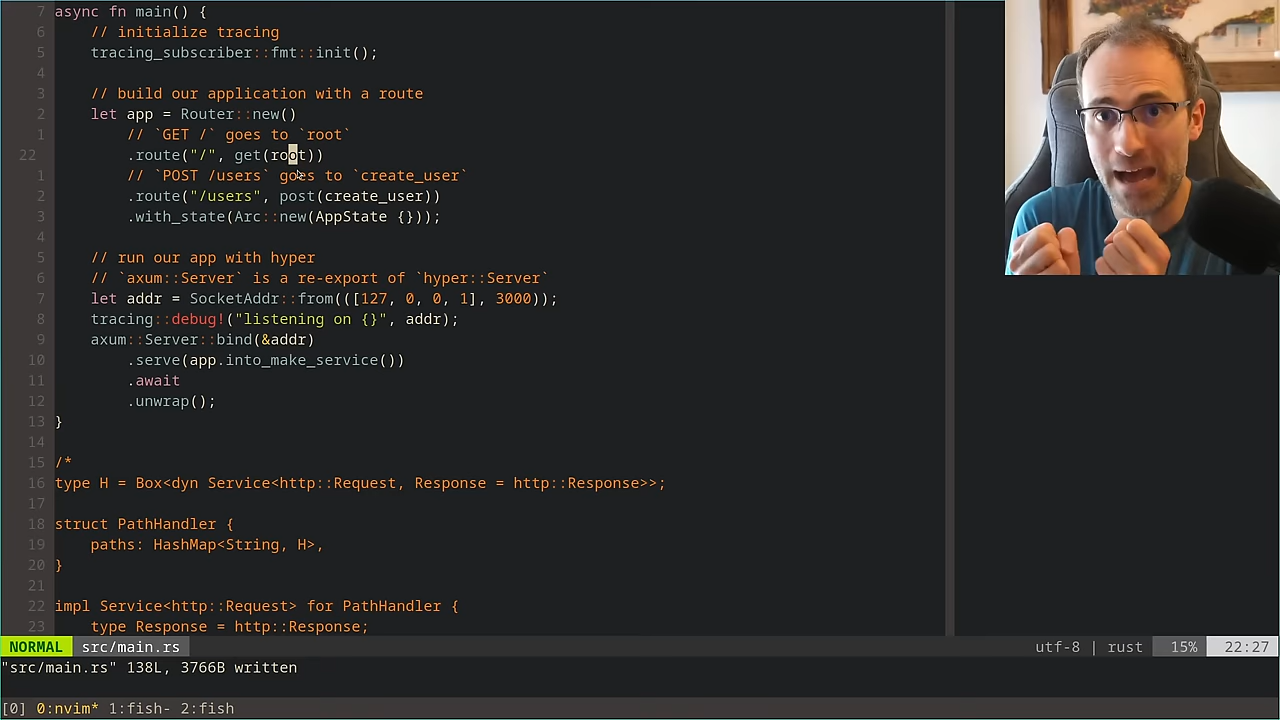 7 async fn main() {
6 // initialize tracing
5 tracing_subscriber::fmt::init();
4
3 // build our application with a route
2 let app = Router::new()
1 // `GET /` goes to `root`
22 .route("/", get(root))
1 // `POST /users` goes to `create_user`
2 .route("/users", post(create_user))
3 .with_state(Arc::new(AppState {}));
4
5 // run our app with hyper
6 // `axum::Server` is a re-export of `hyper::Server`
7 let addr = SocketAddr::from(([127, 0, 0, 1], 3000));
8 tracing::debug!("listening on {}", addr);
9 axum::Server::bind(&addr)
10 .serve(app.into_make_service())
11 .await
12 .unwrap();
13 }
14
15 /*
16 type H = Box<dyn Service<http::Request, Response = http::Response>>;
17
18 struct PathHandler {
19 paths: HashMap<String, H>,
20 }
21
22 impl Service<http::Request> for PathHandler {
23 type Response = http::Response;
NORMAL src/main.rs utf-8 | rust 15% 22:27
"src/main.rs" 138L, 3766B written
[0] 0:nvim* 1:fish- 2:fish